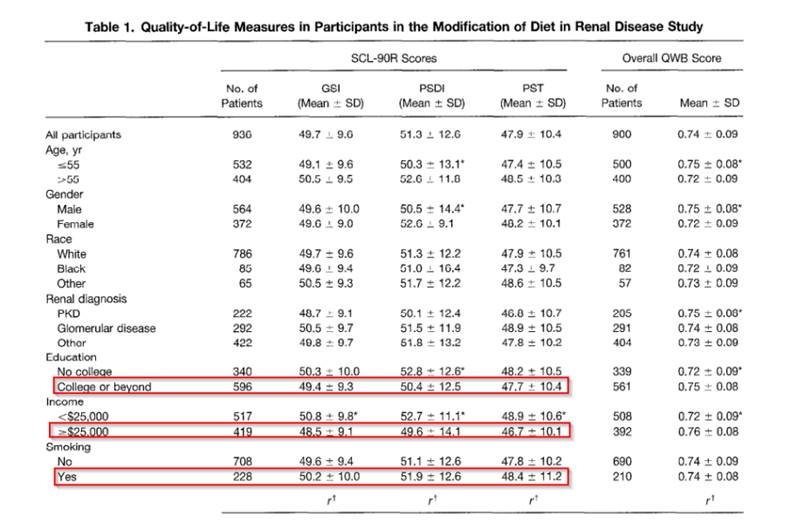 Table 1. Quality-of-Life Measures in Participants in the Modification of Diet in Renal Disease Study
SCL-90R Scores Overall QWB Score
No. of GSI PSDI PST No. of
Patients (Mean ± SD) (Mean ± SD) (Mean ± SD) Patients Mean ± SD
All participants 936 49.7 ± 9.6 51.3 ± 12.6 47.9 ± 10.4 900 0.74 ± 0.09
Age, yr
≤55 532 49.1 ± 9.6 50.3 ± 13.1* 47.4 ± 10.5 500 0.75 ± 0.08*
>55 404 50.5 ± 9.5 52.6 ± 11.8 48.5 ± 10.3 400 0.72 ± 0.09
Gender
Male 564 49.6 ± 10.0 50.5 ± 14.4* 47.7 ± 10.7 528 0.75 ± 0.08*
Female 372 49.6 ± 9.0 52.6 ± 9.1 48.2 ± 10.1 372 0.72 ± 0.09
Race
White 786 49.7 ± 9.6 51.3 ± 12.2 47.9 ± 10.5 761 0.74 ± 0.08
Black 85 49.6 ± 9.4 51.0 ± 16.4 47.3 ± 9.7 82 0.72 ± 0.09
Other 65 50.5 ± 9.3 51.7 ± 12.2 48.6 ± 10.5 57 0.73 ± 0.09
Renal diagnosis
PKD 222 48.7 ± 9.1 50.1 ± 12.4 46.8 ± 10.7 205 0.75 ± 0.08*
Glomerular disease 292 50.5 ± 9.7 51.5 ± 11.9 48.9 ± 10.5 291 0.74 ± 0.08
Other 422 49.8 ± 9.7 51.8 ± 13.2 47.8 ± 10.2 404 0.73 ± 0.09
Education
No college 340 50.3 ± 10.0 52.8 ± 12.6* 48.2 ± 10.5 339 0.72 ± 0.09*
College or beyond 596 49.4 ± 9.3 50.4 ± 12.5 47.7 ± 10.4 561 0.75 ± 0.08
Income
<$25,000 517 50.8 ± 9.8* 52.7 ± 11.1* 48.9 ± 10.6* 508 0.72 ± 0.09*
≥$25,000 419 48.5 ± 9.1 49.6 ± 14.1 46.7 ± 10.1 392 0.76 ± 0.08
Smoking
No 708 49.6 ± 9.4 51.1 ± 12.6 47.8 ± 10.2 690 0.74 ± 0.09
Yes 228 50.2 ± 10.0 51.9 ± 12.6 48.4 ± 11.2 210 0.74 ± 0.08
r† r† r† r†